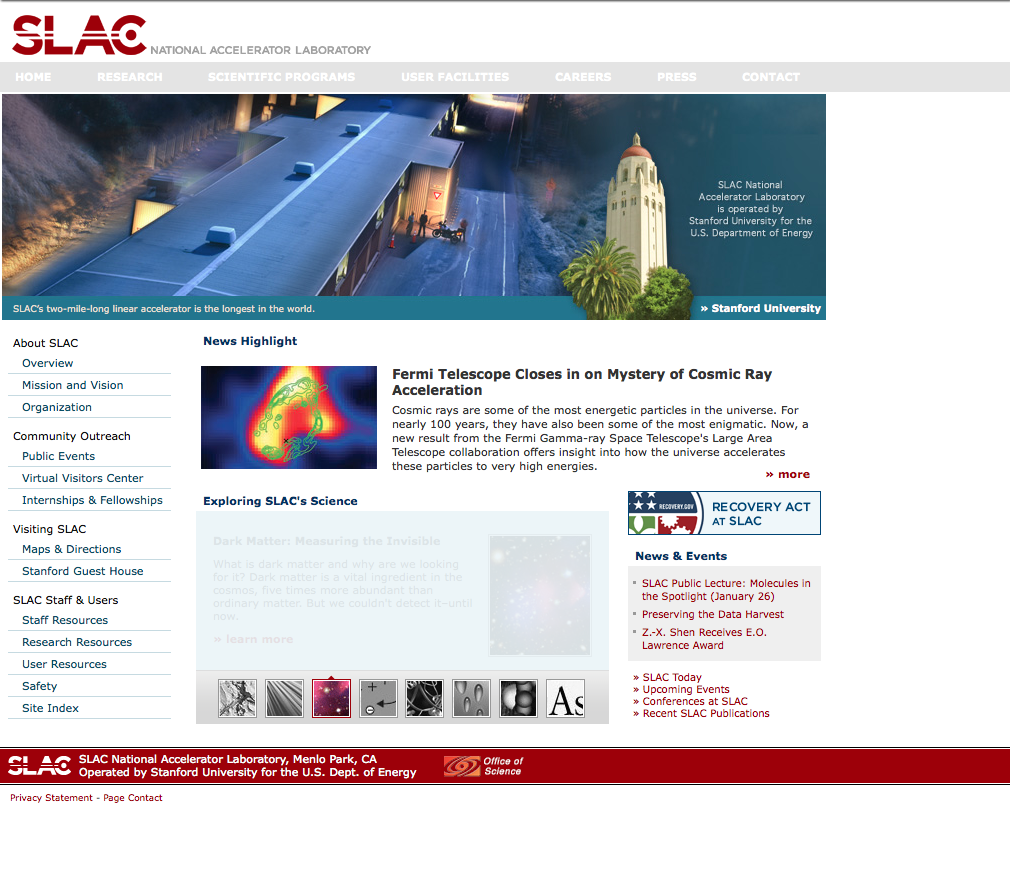 SLAC NATIONAL ACCELERATOR LABORATORY
HOME RESEARCH SCIENTIFIC PROGRAMS USER FACILITIES CAREERS PRESS CONTACT
SLAC National
Accelerator Laboratory
is operated by
Stanford University for the
U.S. Department of Energy
SLAC's two-mile-long linear accelerator is the longest in the world.
» Stanford University
About SLAC
Overview
Mission and Vision
Organization
Community Outreach
Public Events
Virtual Visitors Center
Internships & Fellowships
Visiting SLAC
Maps & Directions
Stanford Guest House
SLAC Staff & Users
Staff Resources
Research Resources
User Resources
Safety
Site Index
News Highlight
Fermi Telescope Closes in on Mystery of Cosmic Ray
Acceleration
Cosmic rays are some of the most energetic particles in the universe. For
nearly 100 years, they have also been some of the most enigmatic. Now, a
new result from the Fermi Gamma-ray Space Telescope's Large Area
Telescope collaboration offers insight into how the universe accelerates
these particles to very high energies.
» more
Exploring SLAC's Science
Dark Matter: Measuring the Invisible
What is dark matter and why are we looking
for it? Dark matter is a vital ingredient in the
cosmos, five times more abundant than
ordinary matter. But we couldn't detect it–until
now.
» learn more
As
RECOVERY.GOV
RECOVERY ACT
AT SLAC
News & Events
SLAC Public Lecture: Molecules in
the Spotlight (January 26)
Preserving the Data Harvest
Z.-X. Shen Receives E.O.
Lawrence Award
» SLAC Today
» Upcoming Events
» Conferences at SLAC
» Recent SLAC Publications
SLAC
SLAC National Accelerator Laboratory, Menlo Park, CA
Operated by Stanford University for the U.S. Dept. of Energy
Office of
Science
Privacy Statement - Page Contact